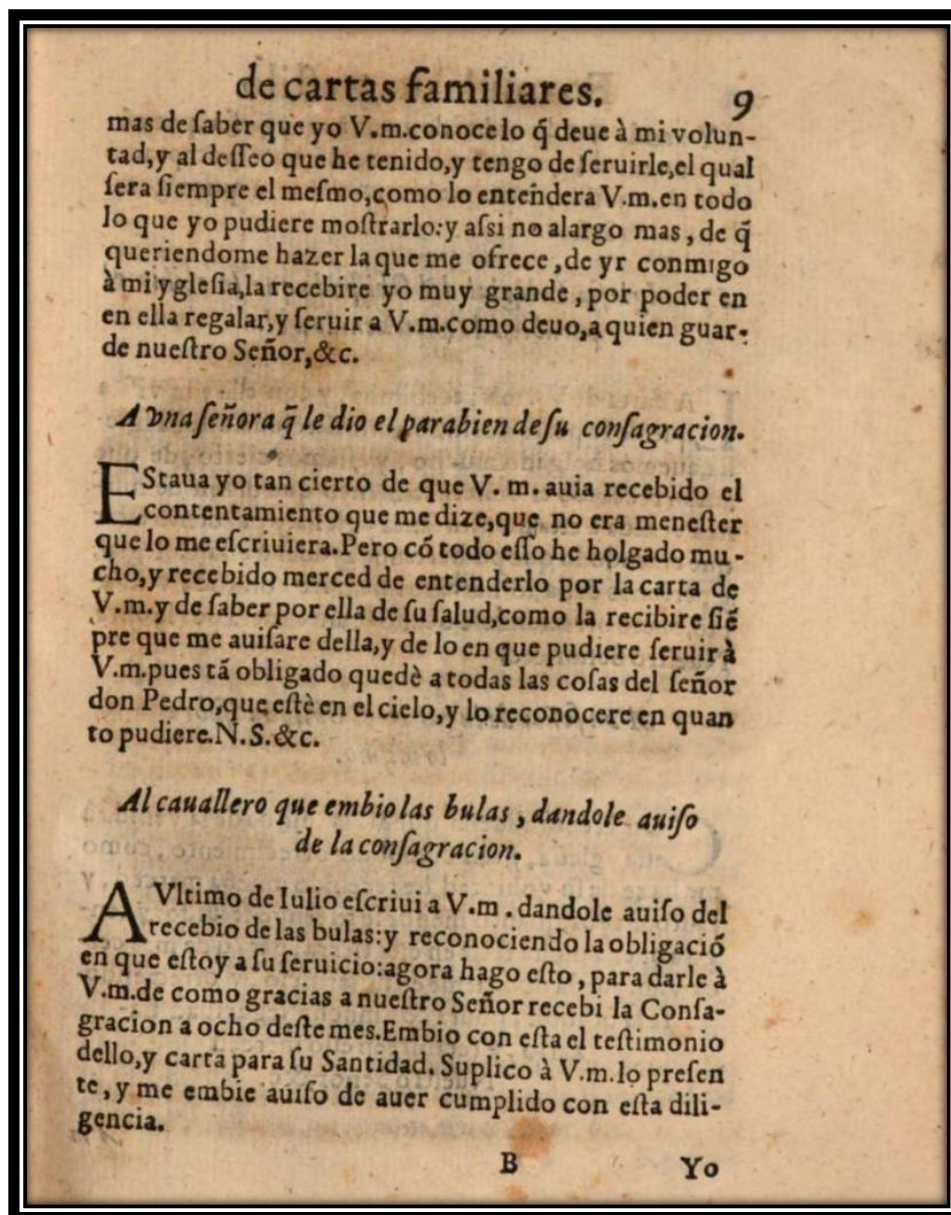 de cartas familiares. 9
mas de ſaber que yo V.m.conoce lo q̃ deue à mi volun-
tad,y al deſſeo que he tenido,y tengo de ſeruirle,el qual
ſera ſiempre el meſmo,como lo entendera V.m.en todo
lo que yo pudiere moſtrarlo:y aſsi no alargo mas, de q̃
queriendome hazer la que me ofrece,de yr conmigo
à mi ygleſia,la recebire yo muy grande, por poder en
en ella regalar,y ſeruir a V.m.como deuo,a quien guar-
de nueſtro Señor,&c.
A vna ſeñora q̃ le dio el parabien de ſu conſagracion.
EStaua yo tan cierto de que V. m. auia recebido el
contentamiento que me dize,que no era meneſter
que lo me eſcriuiera.Pero cõ todo eſſo he holgado mu-
cho,y recebido merced de entenderlo por la carta de
V.m.y de ſaber por ella de ſu ſalud,como la recibire ſiẽ
pre que me auiſare della,y de lo en que pudiere ſeruir à
V.m.pues tã obligado quedè a todas las coſas del ſeñor
don Pedro,que eſtè en el cielo,y lo reconocere en quan
to pudiere.N.S.&c.
Al cauallero que embio las bulas, dandole auiſo
de la conſagracion.
A Vltimo de Iulio eſcriui a V.m. dandole auiſo del
recebio de las bulas:y reconociendo la obligaciõ
en que eſtoy a ſu ſeruicio:agora hago eſto, para darle à
V.m.de como gracias a nueſtro Señor recebi la Conſa-
gracion a ocho deſte mes.Embio con eſta el teſtimonio
dello,y carta para ſu Santidad. Suplico à V.m.lo preſen
te, y me embie auiſo de auer cumplido con eſta dili-
gencia.
B Yo